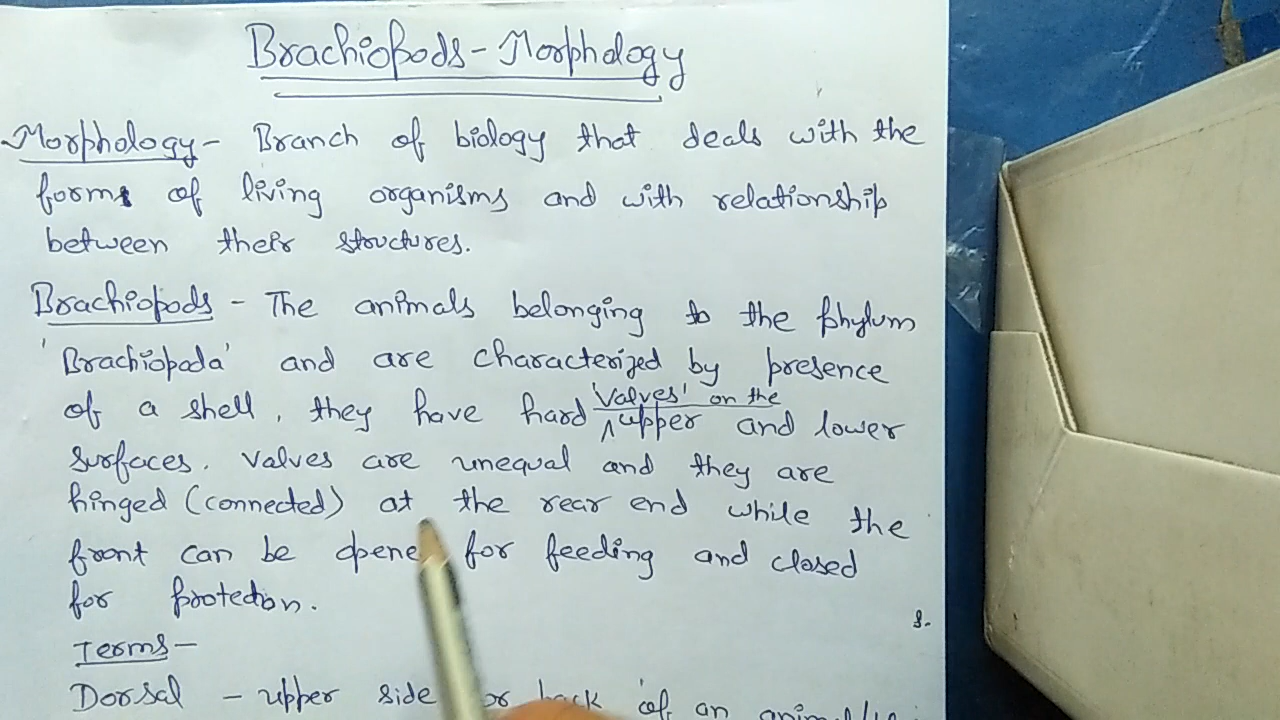 Brachiopods - Morphology
Morphology - Branch of biology that deals with the
forms of living organisms and with relationship
between their structures.
Brachiopods - The animals belonging to the phylum
'Brachiopoda' and are characterized by presence
of a shell, they have hard 'valves' on the upper and lower
surfaces. Valves are unequal and they are
hinged (connected) at the rear end while the
front can be opene for feeding and closed
for protection.
Terms -
Dorsal - upper side or back of an